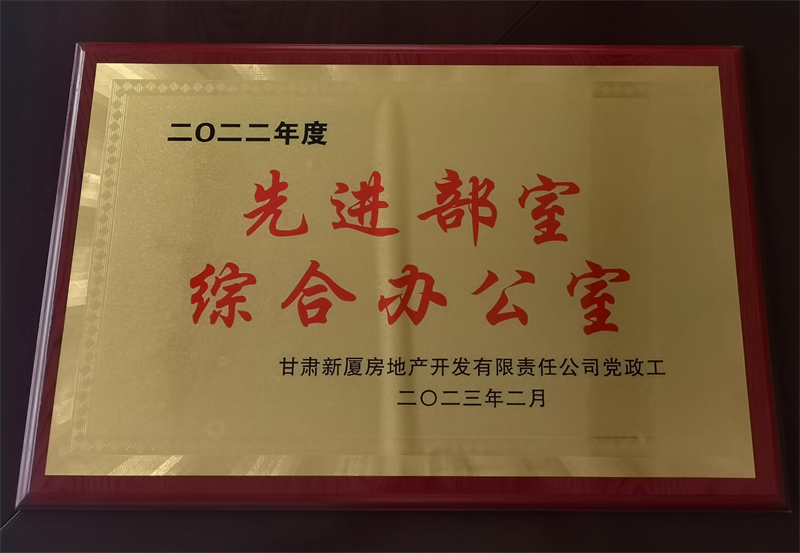 二〇二二年度
先进部室
综合办公室
甘肃新厦房地产开发有限责任公司党政工
二〇二三年二月